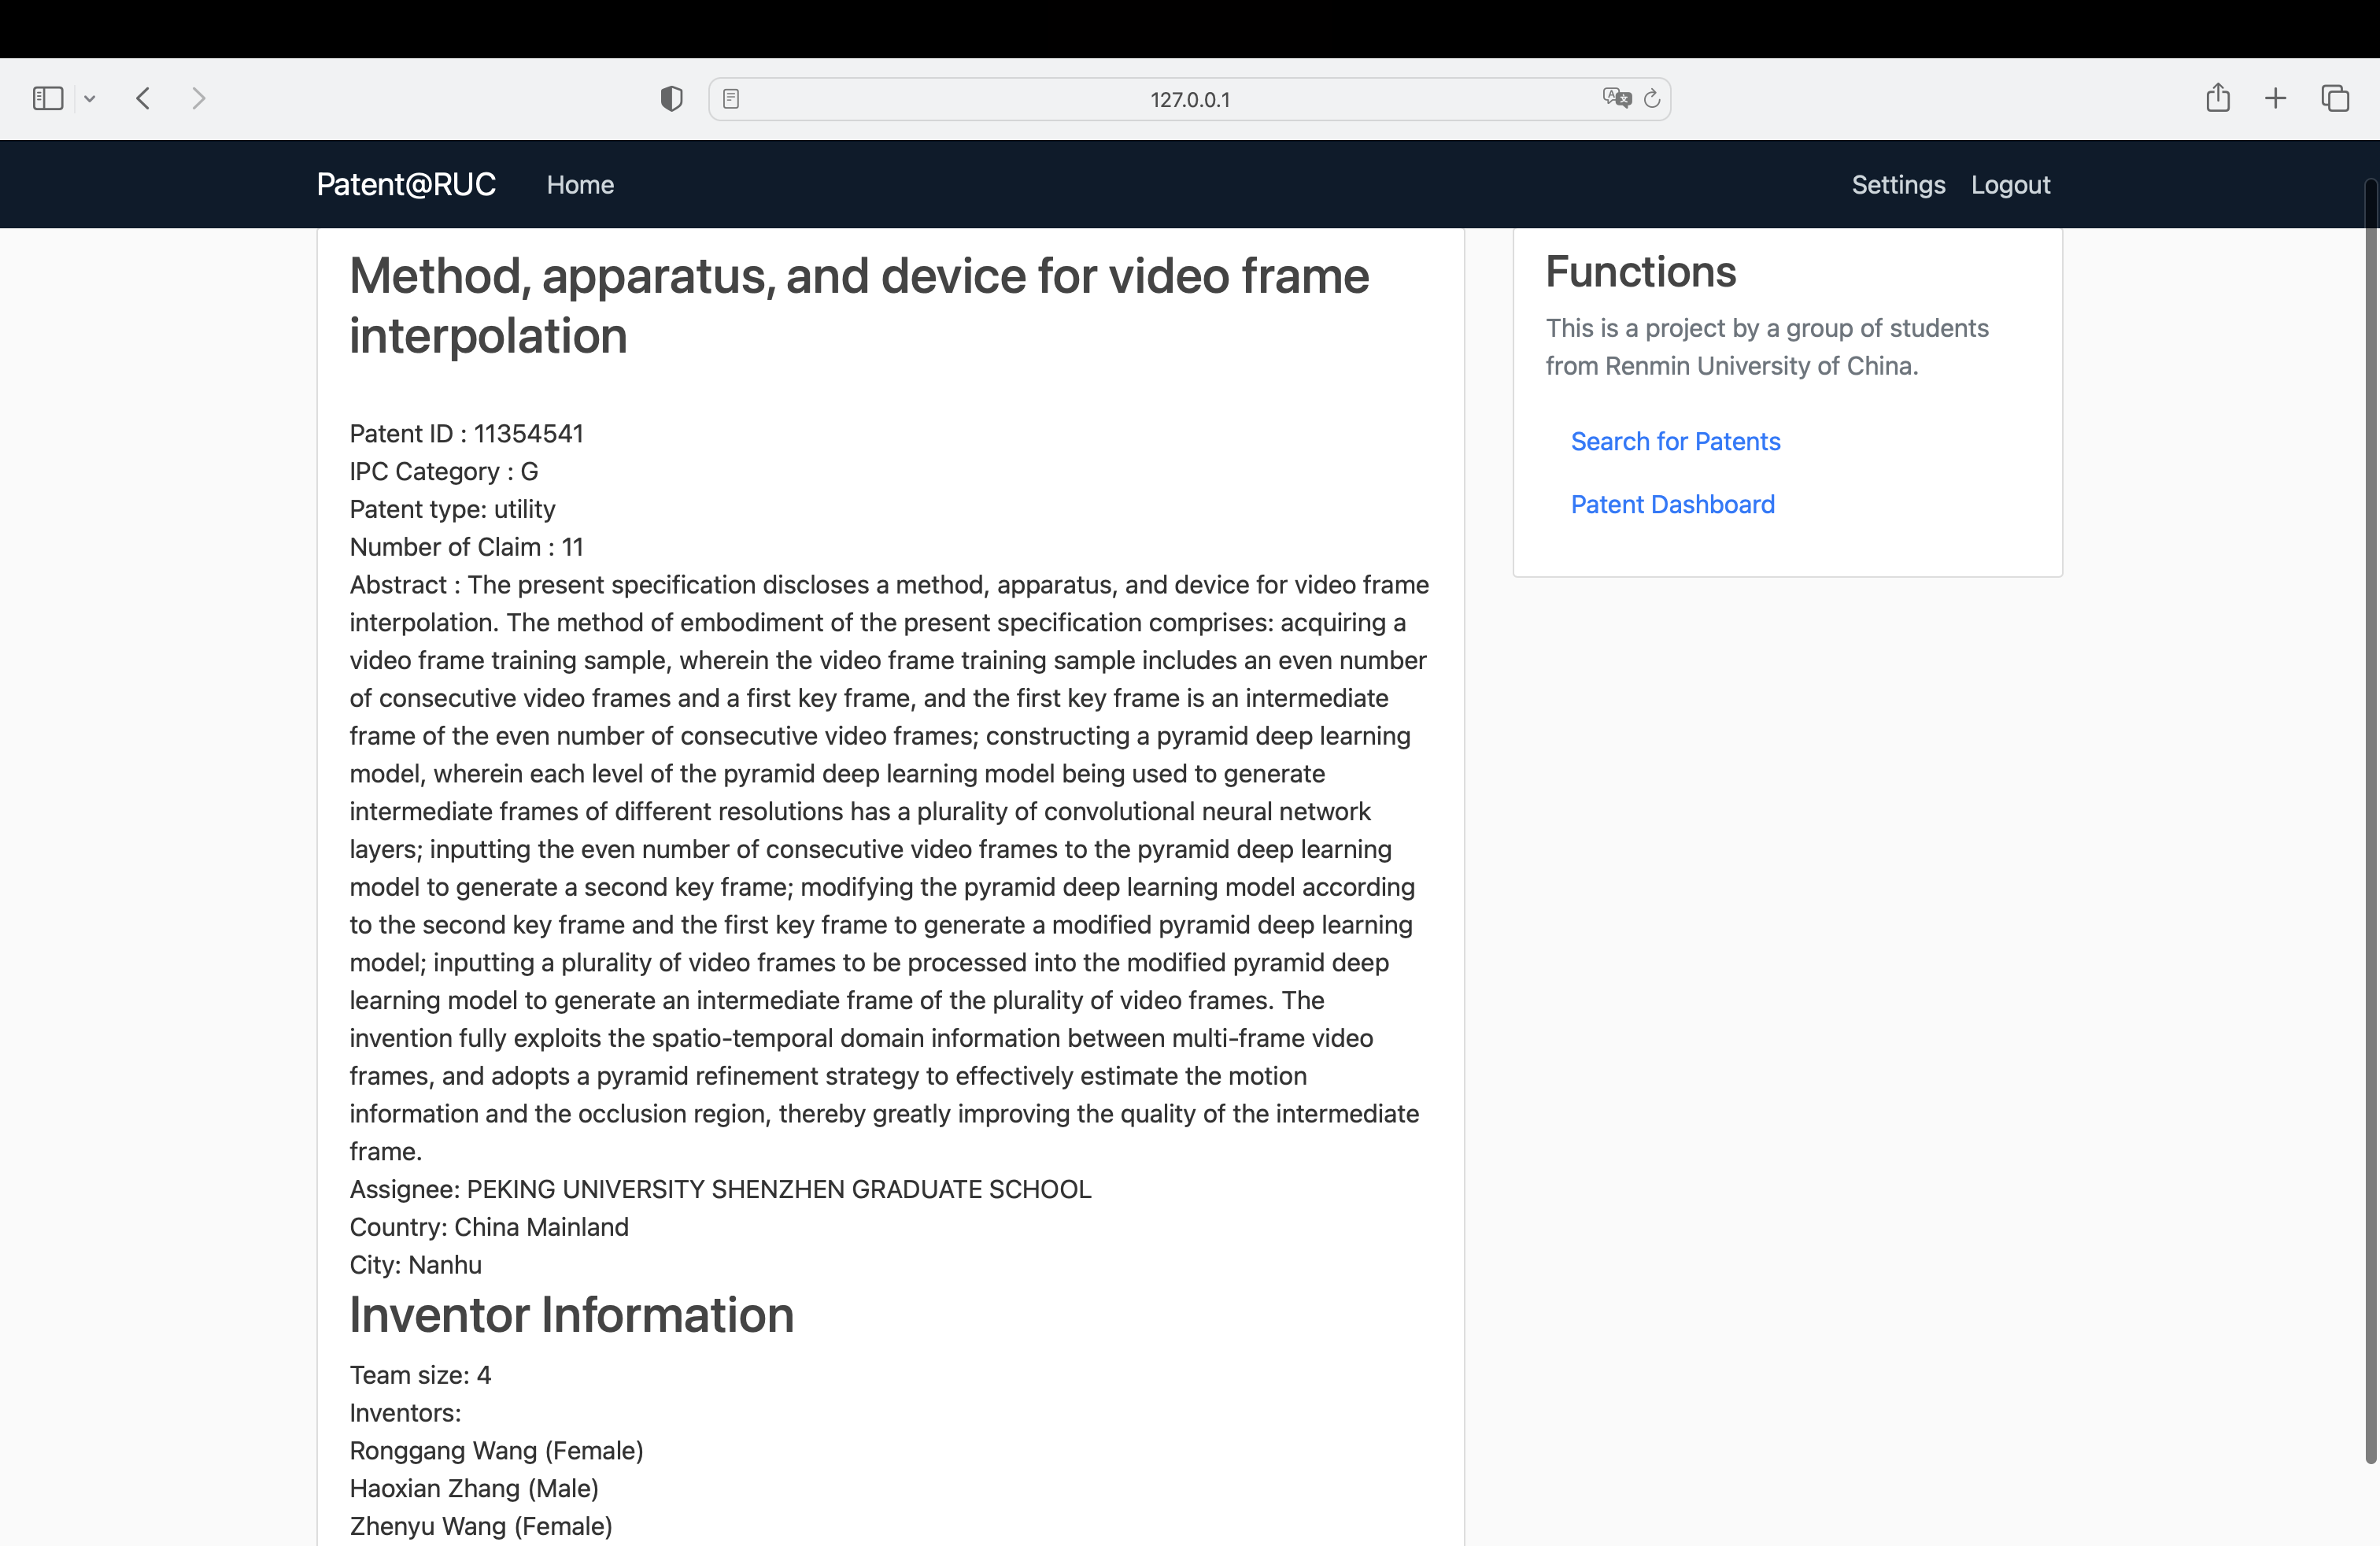 127.0.0.1
Patent@RUC Home Settings Logout
Method, apparatus, and device for video frame
interpolation
Patent ID : 11354541
IPC Category : G
Patent type: utility
Number of Claim : 11
Abstract : The present specification discloses a method, apparatus, and device for video frame
interpolation. The method of embodiment of the present specification comprises: acquiring a
video frame training sample, wherein the video frame training sample includes an even number
of consecutive video frames and a first key frame, and the first key frame is an intermediate
frame of the even number of consecutive video frames; constructing a pyramid deep learning
model, wherein each level of the pyramid deep learning model being used to generate
intermediate frames of different resolutions has a plurality of convolutional neural network
layers; inputting the even number of consecutive video frames to the pyramid deep learning
model to generate a second key frame; modifying the pyramid deep learning model according
to the second key frame and the first key frame to generate a modified pyramid deep learning
model; inputting a plurality of video frames to be processed into the modified pyramid deep
learning model to generate an intermediate frame of the plurality of video frames. The
invention fully exploits the spatio-temporal domain information between multi-frame video
frames, and adopts a pyramid refinement strategy to effectively estimate the motion
information and the occlusion region, thereby greatly improving the quality of the intermediate
frame.
Assignee: PEKING UNIVERSITY SHENZHEN GRADUATE SCHOOL
Country: China Mainland
City: Nanhu
Inventor Information
Team size: 4
Inventors:
Ronggang Wang (Female)
Haoxian Zhang (Male)
Zhenyu Wang (Female)
Functions
This is a project by a group of students
from Renmin University of China.
Search for Patents
Patent Dashboard